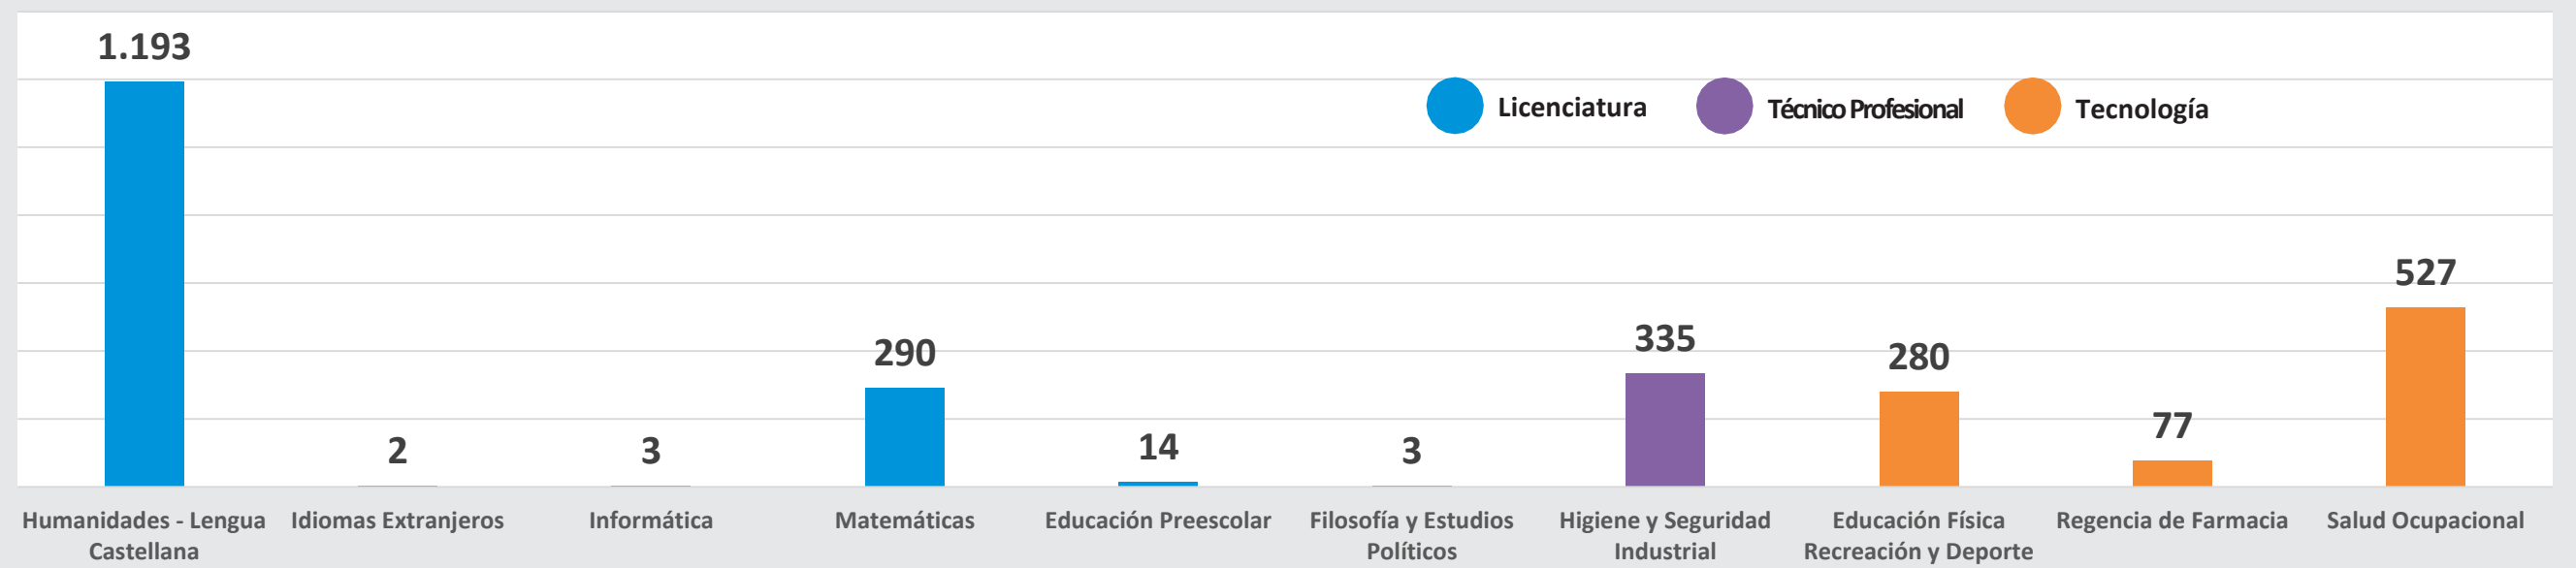 1.193
Licenciatura
Técnico Profesional
Tecnología
527
335
290
280
77
14
2
3
3
Humanidades - Lengua
Castellana
Idiomas Extranjeros
Informática
Matemáticas
Educación Preescolar
Filosofía y Estudios
Políticos
Higiene y Seguridad
Industrial
Educación Física
Recreación y Deporte
Regencia de Farmacia
Salud Ocupacional